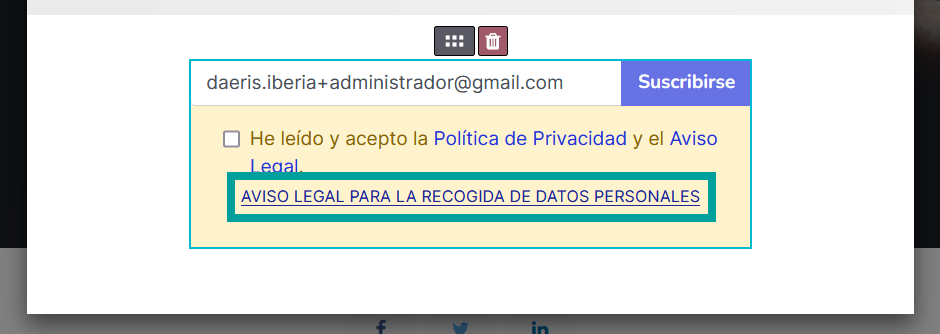 daeris.iberia+administrador@gmail.com Suscribirse
He leído y acepto la Política de Privacidad y el Aviso
Legal.
AVISO LEGAL PARA LA RECOGIDA DE DATOS PERSONALES